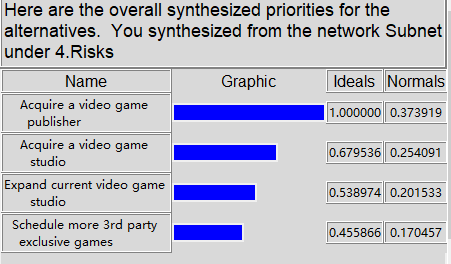 Here are the overall synthesized priorities for the
alternatives. You synthesized from the network Subnet
under 4.Risks
Name Graphic Ideals Normals
Acquire a video game
publisher
1.000000 0.373919
Acquire a video game
studio
0.679536 0.254091
Expand current video game
studio
0.538974 0.201533
Schedule more 3rd party
exclusive games
0.455866 0.170457